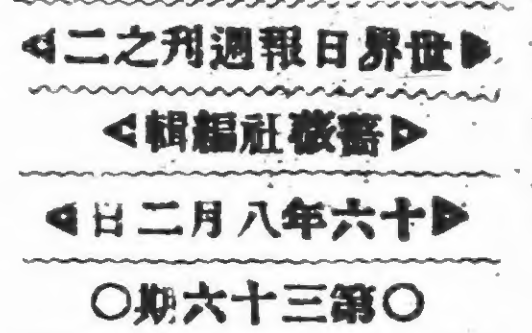 世界日報週刊之二
薔薇社編輯
十六年八月二日
○第三十六期○